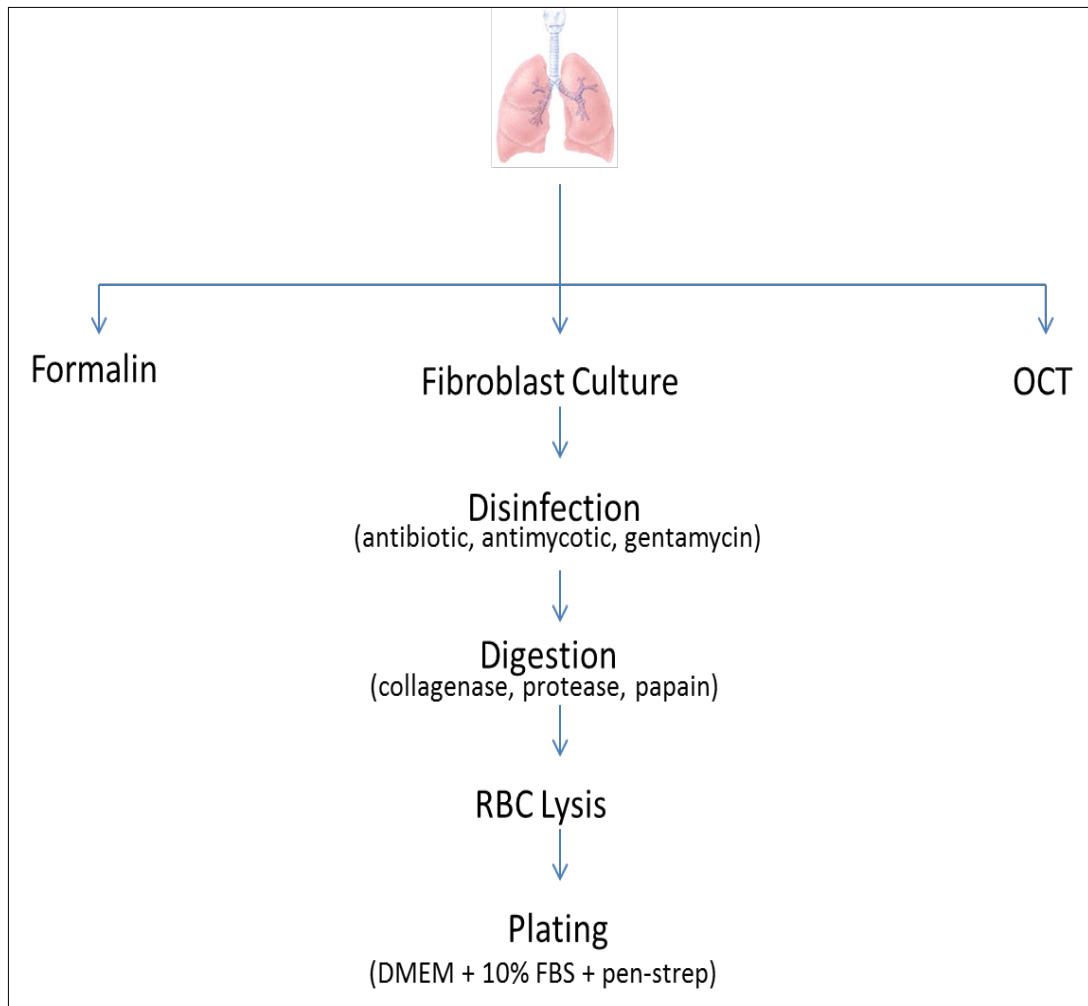 Formalin
Fibroblast Culture
OCT
Disinfection
(antibiotic, antimycotic, gentamycin)
Digestion
(collagenase, protease, papain)
RBC Lysis
Plating
(DMEM + 10% FBS + pen-strep)